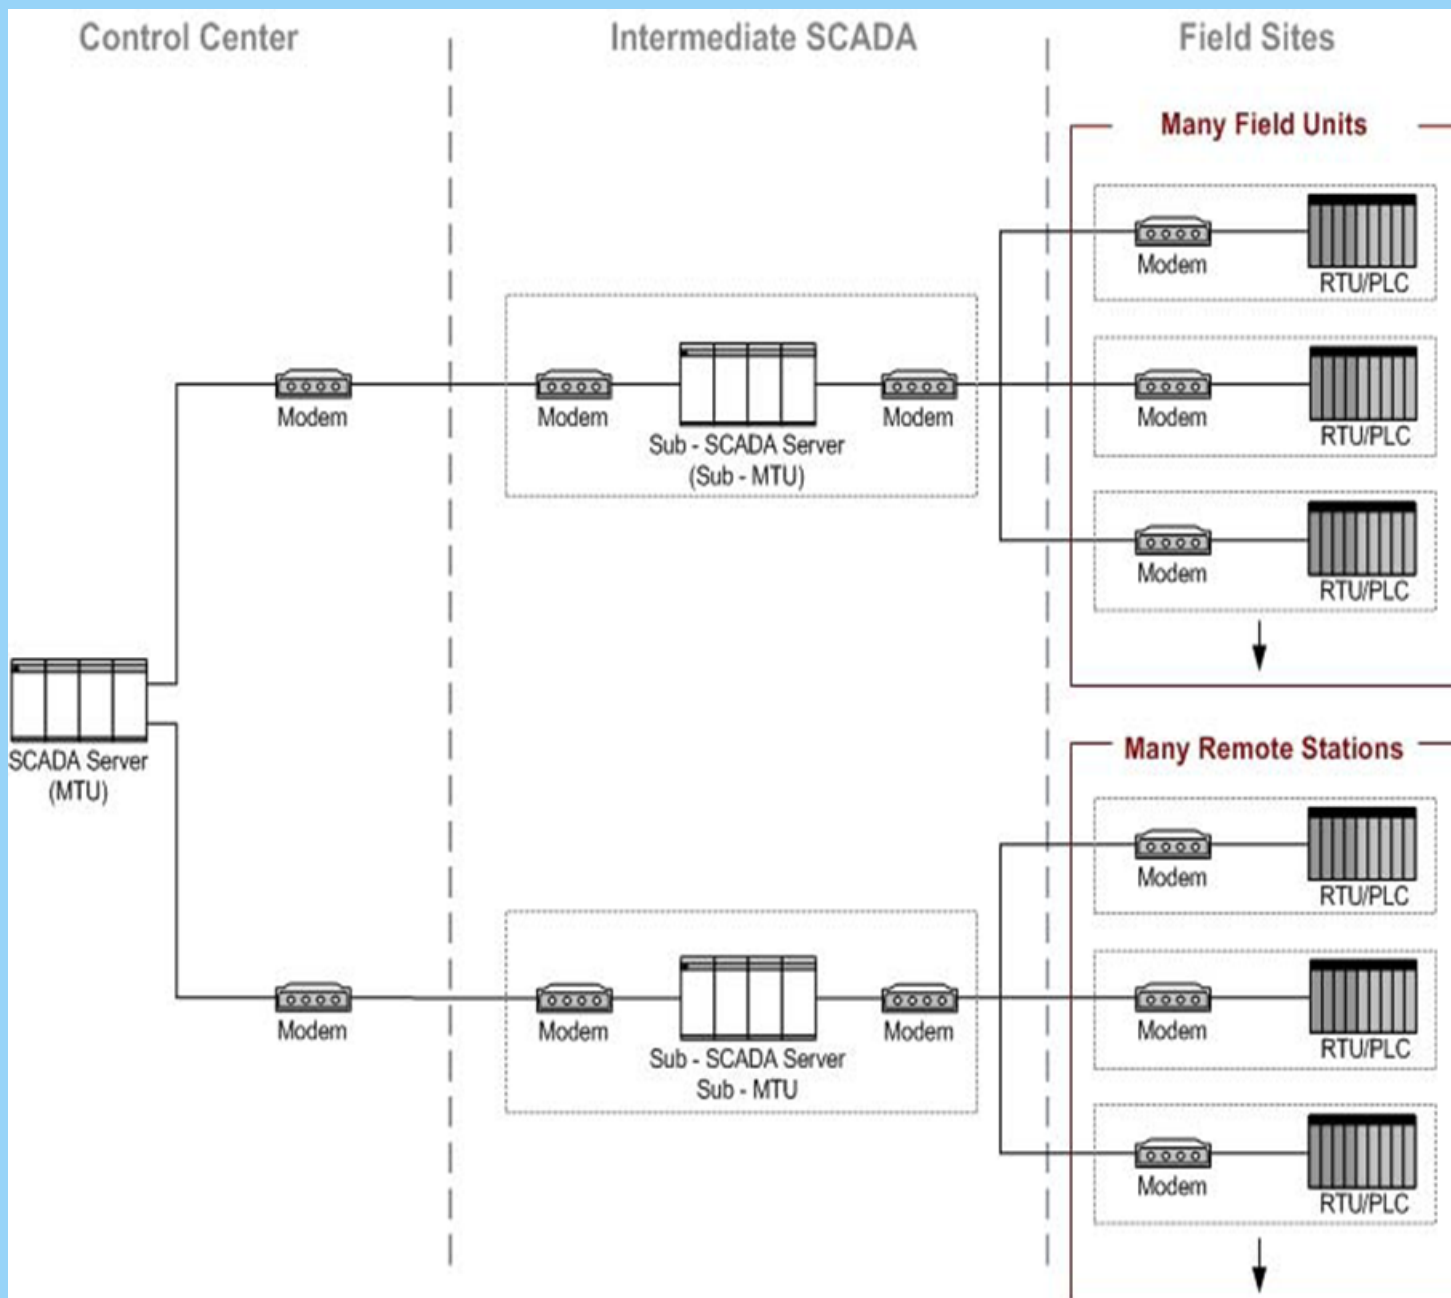 Control Center
Intermediate SCADA
Field Sites
Many Field Units
Modem
RTU/PLC
Modem
RTU/PLC
Modem
RTU/PLC
Modem
Modem
Sub - SCADA Server
(Sub - MTU)
Modem
SCADA Server
(MTU)
Many Remote Stations
Modem
RTU/PLC
Modem
RTU/PLC
Modem
RTU/PLC
Modem
Modem
Sub - SCADA Server
Sub - MTU
Modem